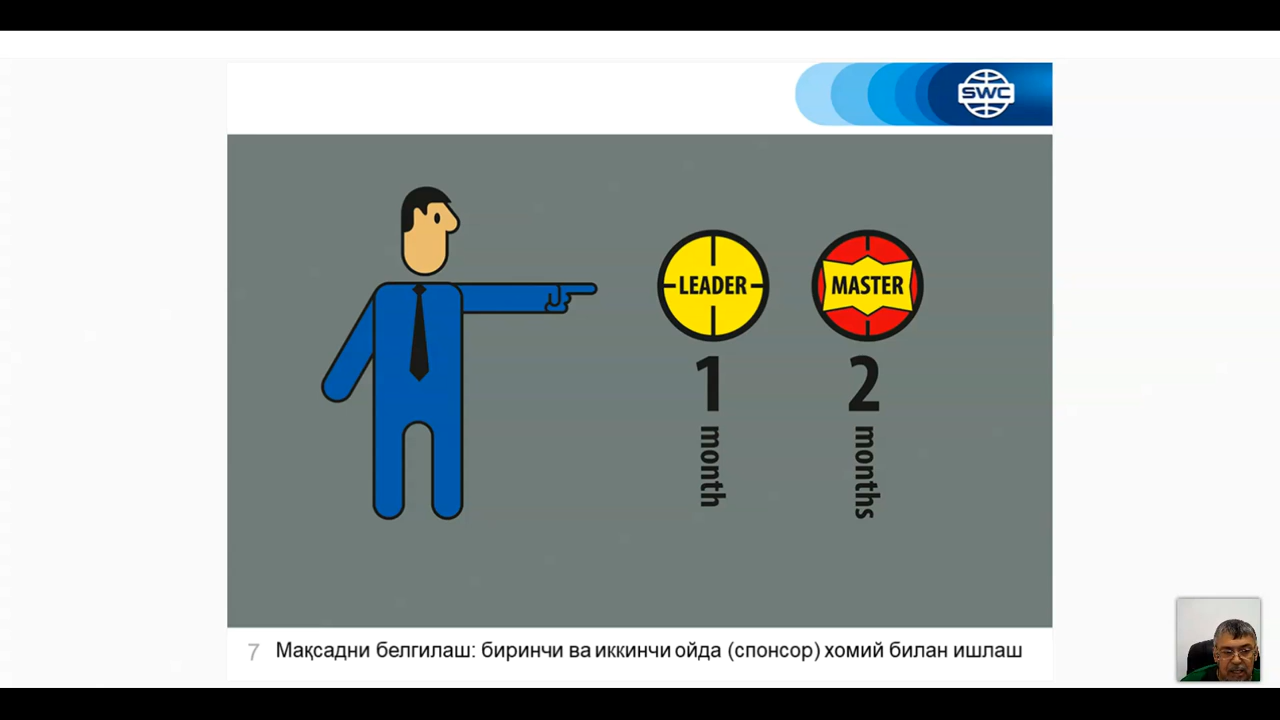 SWC
LEADER
MASTER
1
2
month
months
7 Мақсадни белгилаш: биринчи ва иккинчи ойда (спонсор) хомий билан ишлаш